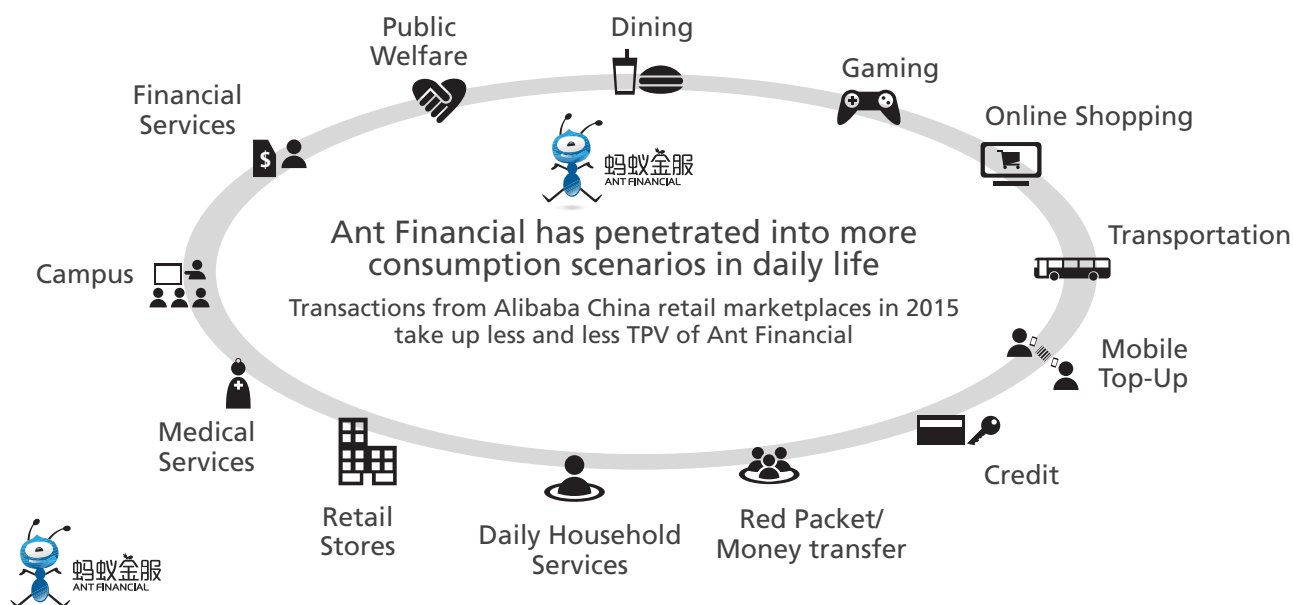 Public
Welfare
Dining
Gaming
Financial
Services
$
Online Shopping
蚂蚁金服
ANT FINANCIAL
Ant Financial has penetrated into more
consumption scenarios in daily life
Transportation
Campus
Transactions from Alibaba China retail marketplaces in 2015
take up less and less TPV of Ant Financial
Mobile
Top-Up
Medical
Services
Credit
Retail
Stores
Daily Household
Services
Red Packet/
Money transfer
蚂蚁金服
ANT FINANCIAL